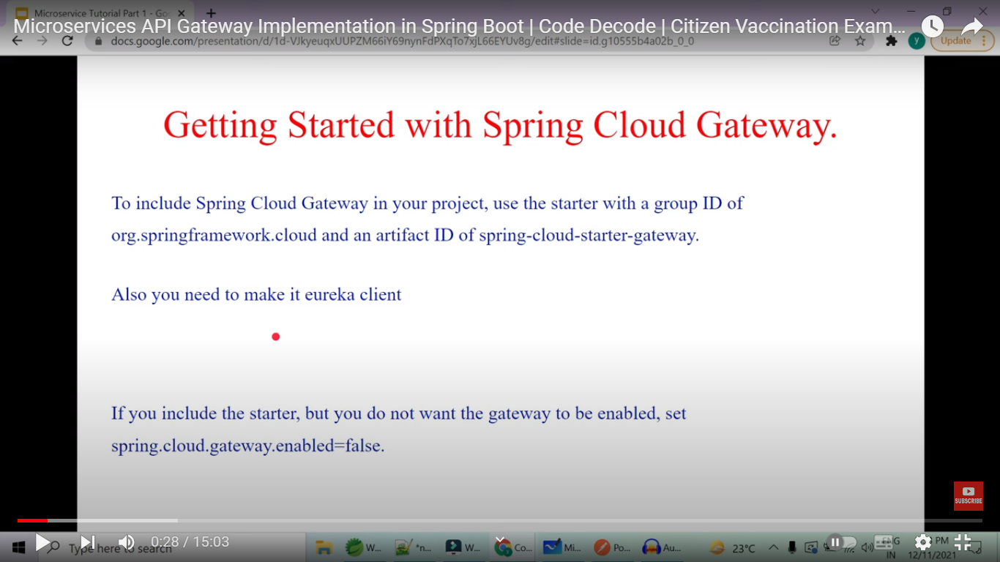 Microservice Tutorial Part 1 - Go
Microservices API Gateway Implementation in Spring Boot | Code Decode | Citizen Vaccination Exam...
docs.google.com/presentation/d/1d-VJkyeuqxUUPZM66iY69nynFdPXqTo7xjL66EYUv8g/edit#slide=id.g10555b4a02b_0_0
y
Update
Getting Started with Spring Cloud Gateway.
To include Spring Cloud Gateway in your project, use the starter with a group ID of
org.springframework.cloud and an artifact ID of spring-cloud-starter-gateway.
Also you need to make it eureka client
If you include the starter, but you do not want the gateway to be enabled, set
spring.cloud.gateway.enabled=false.
SUBSCRIBE
0:28 / 15:03
Type here to search
W...
*n...
W...
Co...
Mi...
Po...
Au...
23°C
ENG
IN
PM
12/11/2021